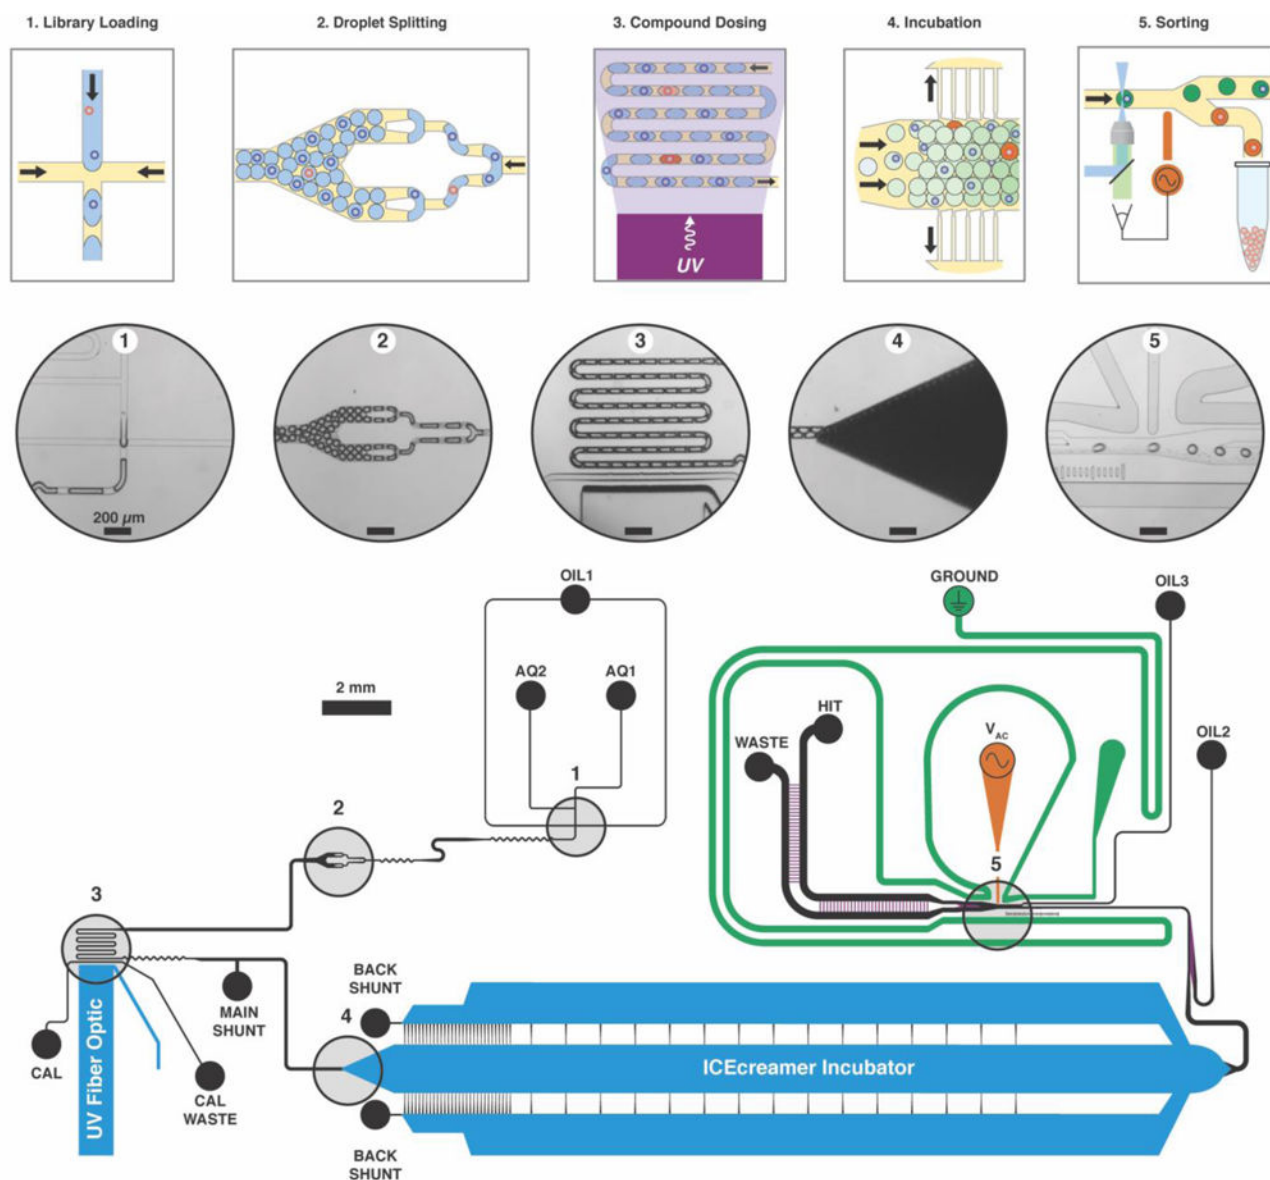 1. Library Loading
2. Droplet Splitting
3. Compound Dosing
4. Incubation
5. Sorting
UV
1
2
3
4
5
200 µm
OIL1
GROUND
OIL3
AQ2
AQ1
2 mm
HIT
WASTE
VAC
OIL2
1
2
3
5
BACK
SHUNT
MAIN
SHUNT
4
CAL
UV Fiber Optic
CAL
WASTE
ICEcreamer Incubator
BACK
SHUNT